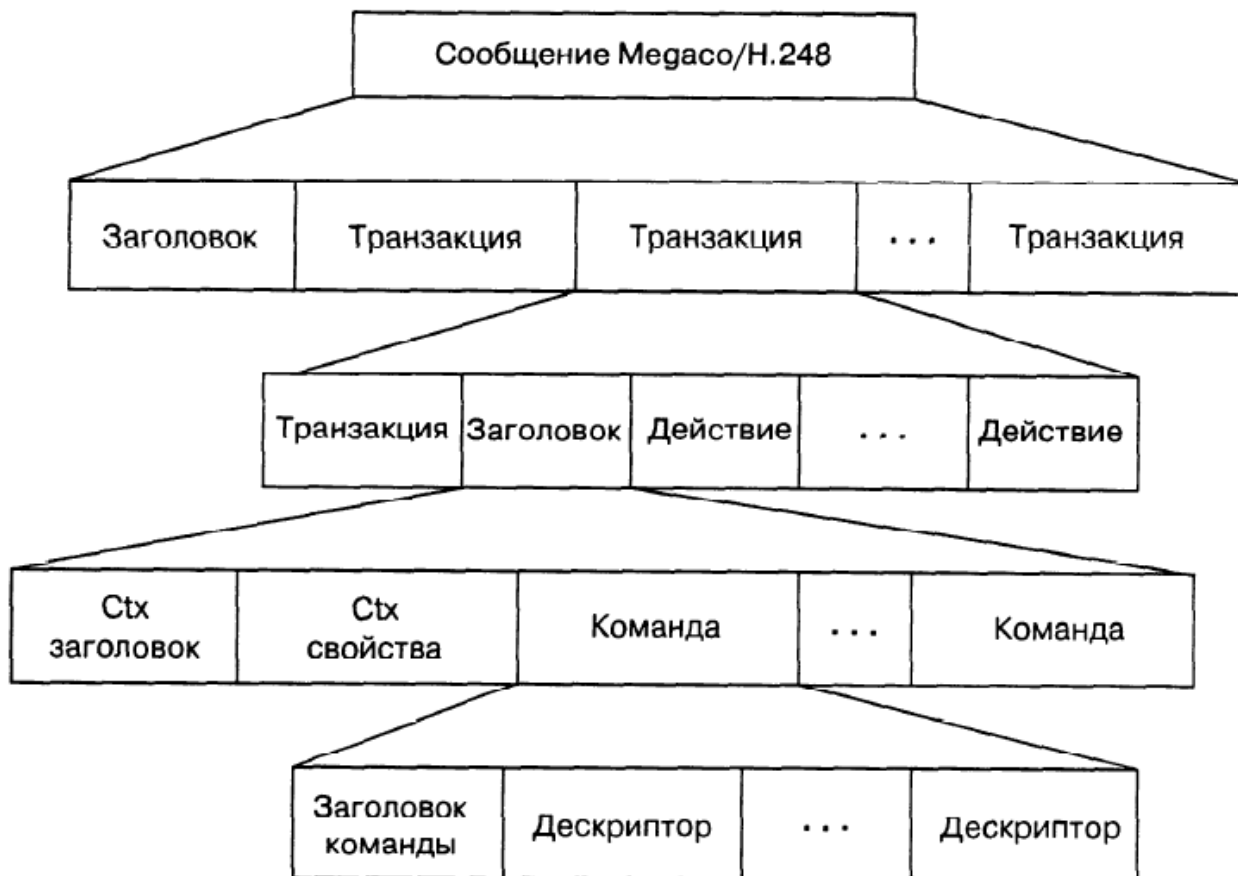 Сообщение Megaco/H.248
Заголовок Транзакция Транзакция ... Транзакция
Транзакция Заголовок Действие ... Действие
Ctx заголовок Ctx свойства Команда ... Команда
Заголовок команды Дескриптор ... Дескриптор